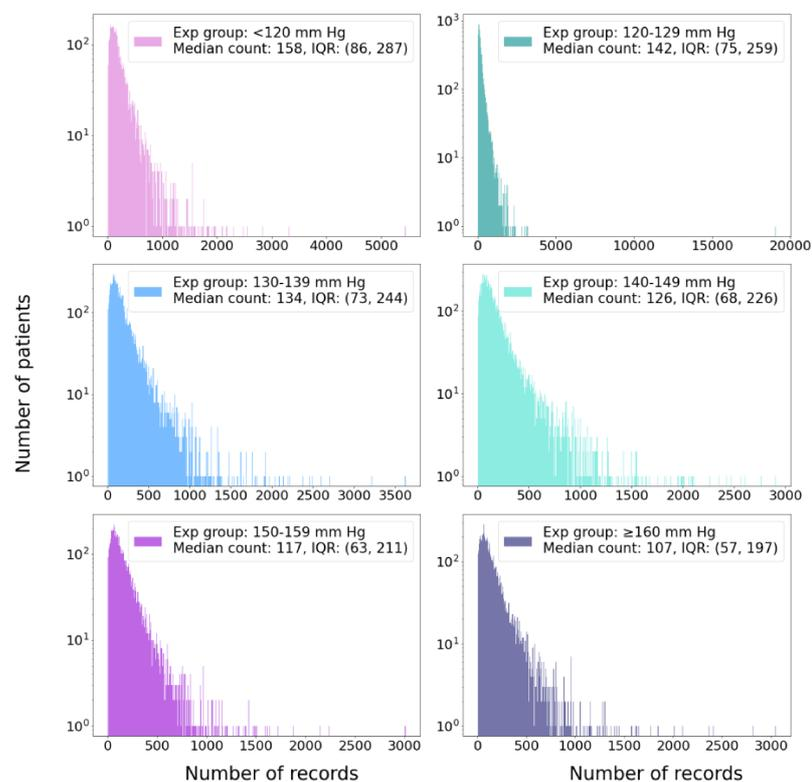 Exp group: <120 mm Hg
Median count: 158, IQR: (86, 287)
10²
10¹
10⁰
0 1000 2000 3000 4000 5000
Exp group: 120-129 mm Hg
Median count: 142, IQR: (75, 259)
10³
10²
10¹
10⁰
0 5000 10000 15000 20000
Number of patients
Exp group: 130-139 mm Hg
Median count: 134, IQR: (73, 244)
10²
10¹
10⁰
0 500 1000 1500 2000 2500 3000 3500
Exp group: 140-149 mm Hg
Median count: 126, IQR: (68, 226)
10²
10¹
10⁰
0 500 1000 1500 2000 2500 3000
Exp group: 150-159 mm Hg
Median count: 117, IQR: (63, 211)
10²
10¹
10⁰
0 500 1000 1500 2000 2500 3000
Number of records
Exp group: ≥160 mm Hg
Median count: 107, IQR: (57, 197)
10²
10¹
10⁰
0 500 1000 1500 2000 2500 3000
Number of records